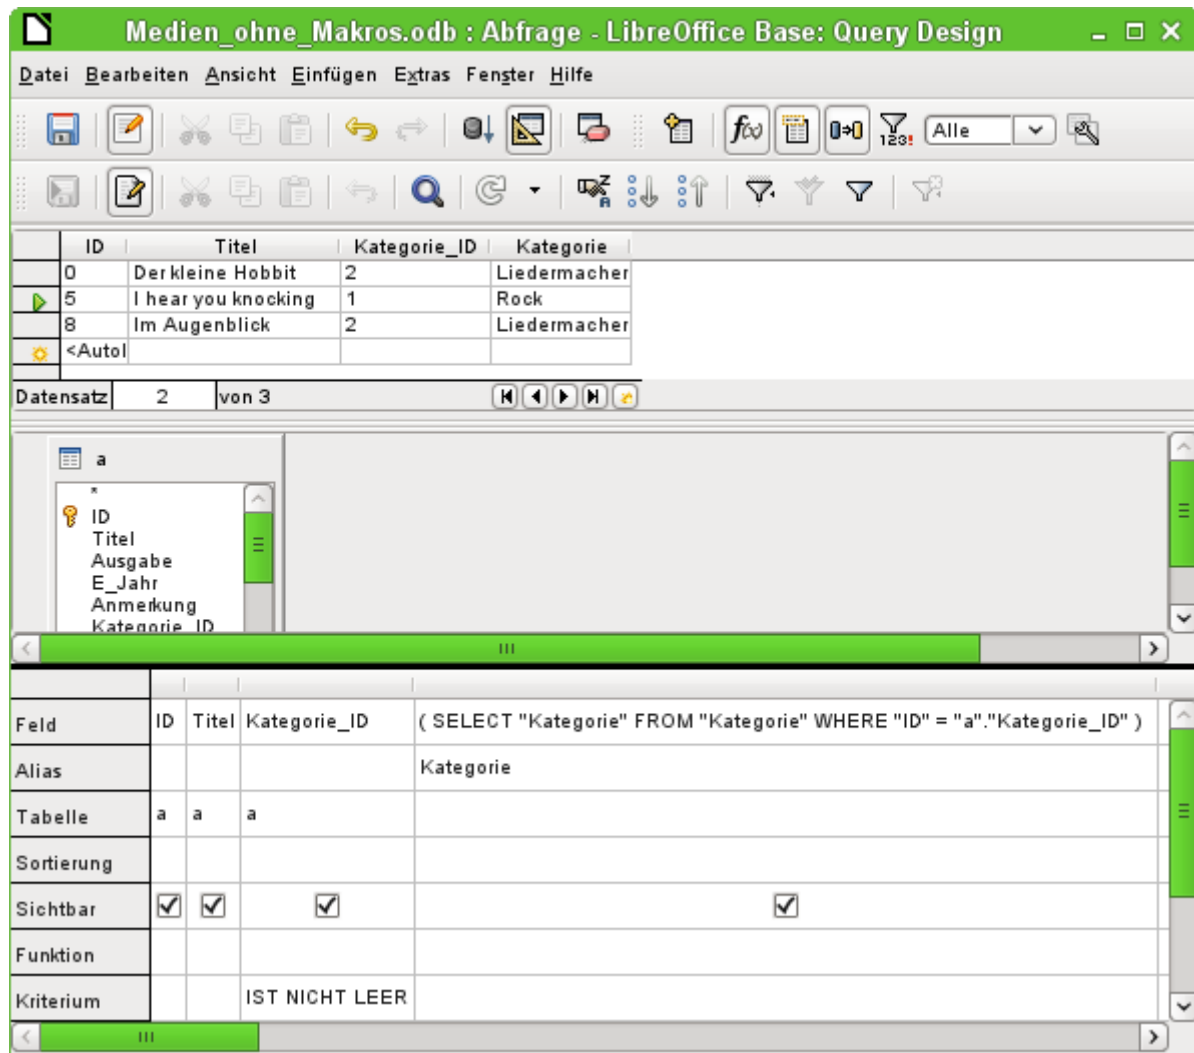 Medien_ohne_Makros.odb : Abfrage - LibreOffice Base: Query Design
Datei Bearbeiten Ansicht Einfügen Extras Fenster Hilfe
f(x) 123! Alle
Z A
ID Titel Kategorie_ID Kategorie
0 Der kleine Hobbit 2 Liedermacher
5 I hear you knocking 1 Rock
8 Im Augenblick 2 Liedermacher
<AutoI
Datensatz 2 von 3
a
*
ID
Titel
Ausgabe
E_Jahr
Anmerkung
Kategorie_ID
Feld ID Titel Kategorie_ID ( SELECT "Kategorie" FROM "Kategorie" WHERE "ID" = "a"."Kategorie_ID" )
Alias Kategorie
Tabelle a a a
Sortierung
Sichtbar
Funktion
Kriterium IST NICHT LEER